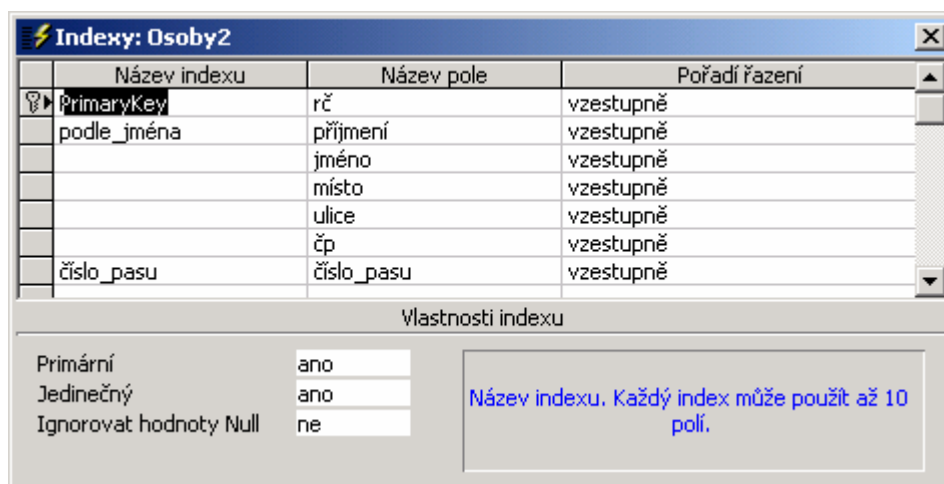 Indexy: Osoby2
Název indexu Název pole Pořadí řazení
PrimaryKey rč vzestupně
podle_jména příjmení vzestupně
jméno vzestupně
místo vzestupně
ulice vzestupně
čp vzestupně
číslo_pasu číslo_pasu vzestupně
Vlastnosti indexu
Primární ano
Jedinečný ano
Ignorovat hodnoty Null ne
Název indexu. Každý index může použít až 10
polí.